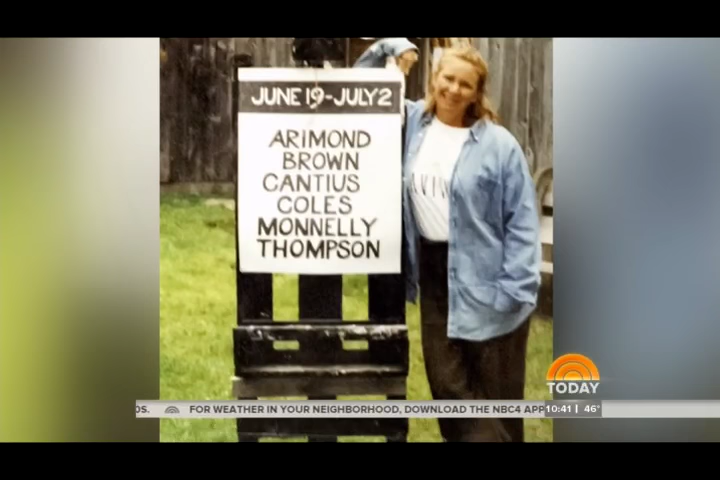 JUNE 19-JULY 2
ARIMOND
BROWN
CANTIUS
COLES
MONNELLY
THOMPSON
TODAY
DS. FOR WEATHER IN YOUR NEIGHBORHOOD, DOWNLOAD THE NBC4 APP 10:41 46°